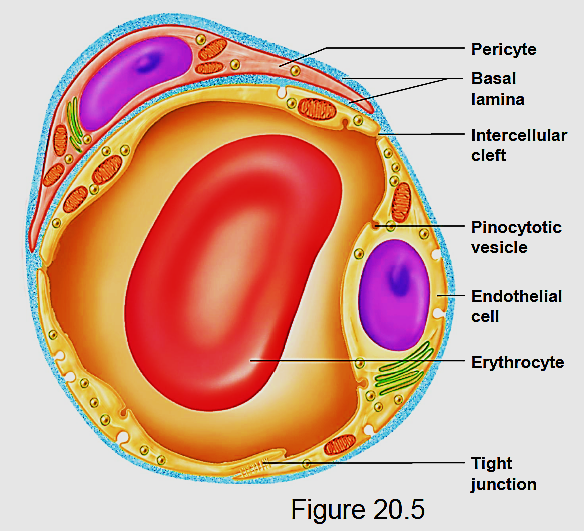 Pericyte
Basal
lamina
Intercellular
cleft
Pinocytotic
vesicle
Endothelial
cell
Erythrocyte
Tight
junction
Figure 20.5